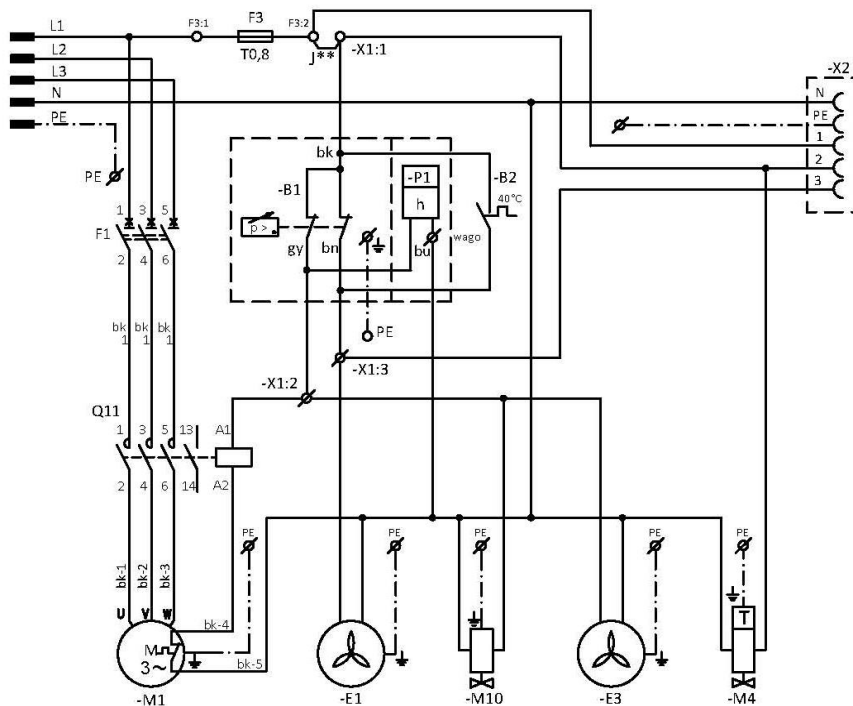 L1 F3:1 F3 F3:2
L2 T0,8 J** -X1:1
L3 -X2
N N
PE PE
1
PE bk 2
-B1 -P1 -B2 3
1 3 5 h 40°C
F1 p > wago
2 4 6 gy bn bu
bk 1 bk 1 bk 1 PE
-X1:3
-X1:2
Q11
1 3 5 13 A1
2 4 6 14 A2
PE PE PE PE
bk-1 bk-2 bk-3
U V W bk-4 T
M
3~ bk-5
-M1 -E1 -M10 -E3 -M4